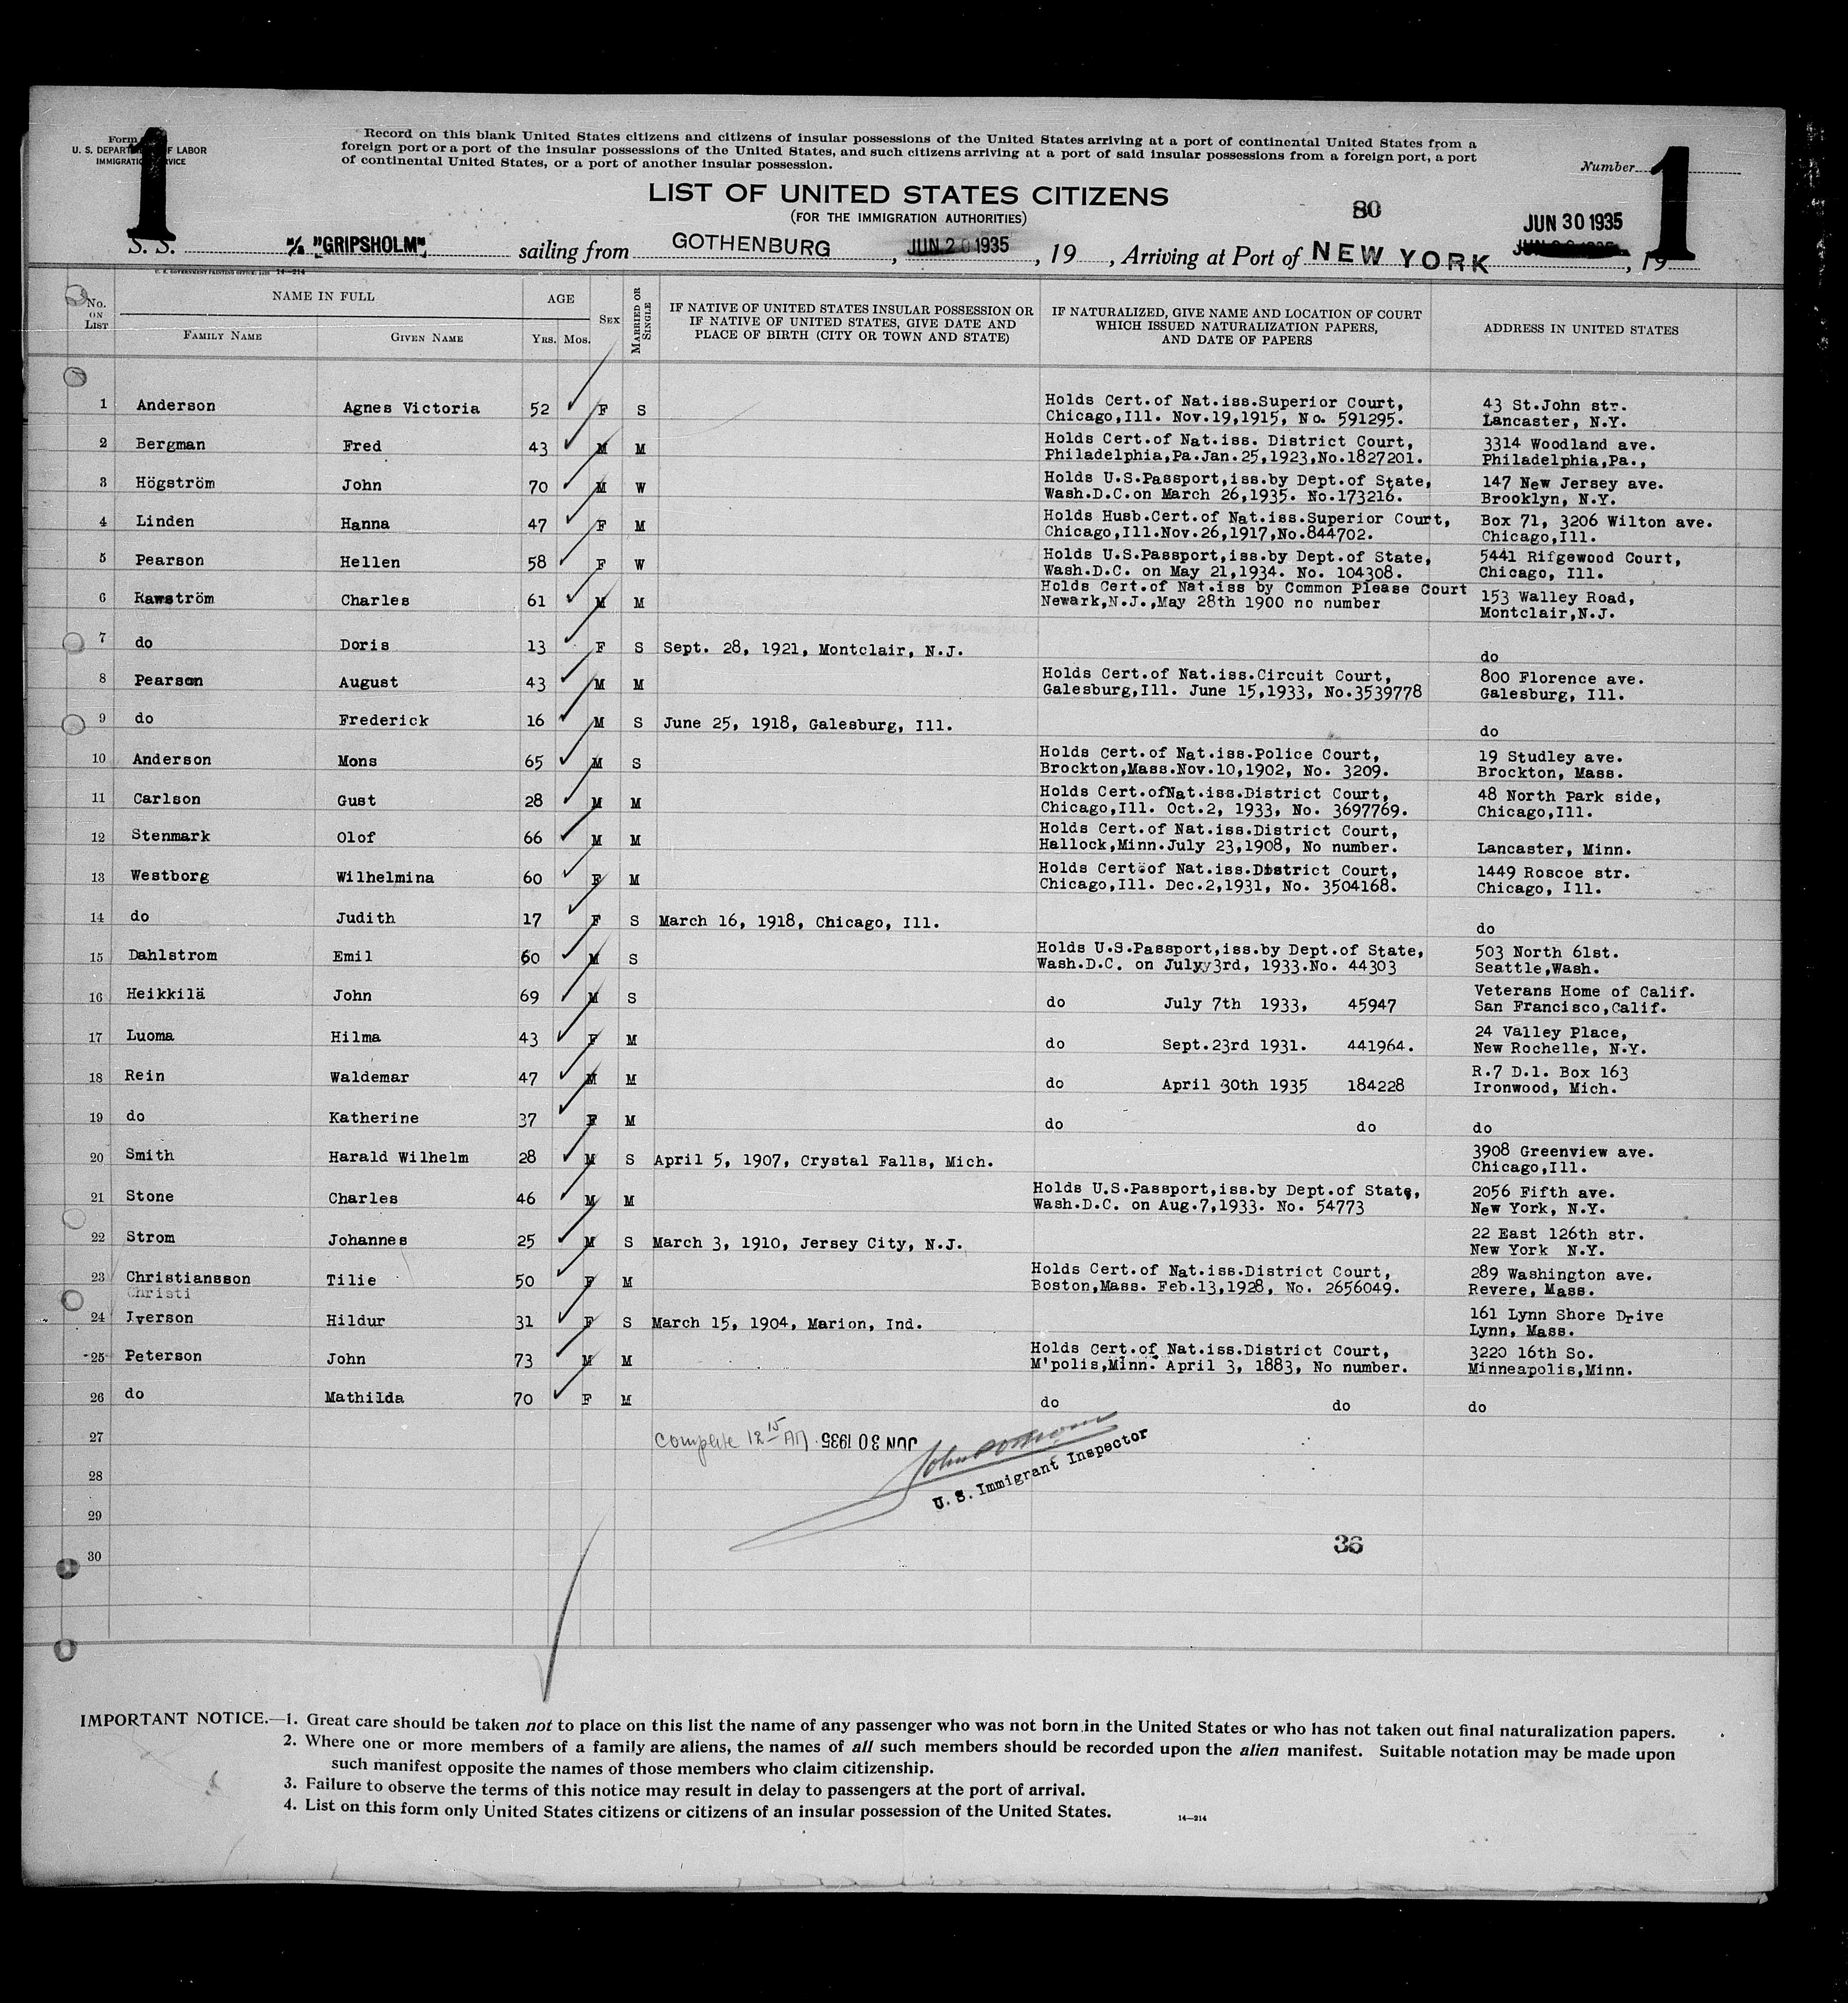 Form
U. S. DEPARTMENT OF LABOR
IMMIGRATION SERVICE
1
Record on this blank United States citizens and citizens of insular possessions of the United States arriving at a port of continental United States from a
foreign port or a port of the insular possessions of the United States, and such citizens arriving at a port of said insular possessions from a foreign port, a port
of continental United States, or a port of another insular possession.
Number
1
LIST OF UNITED STATES CITIZENS
(FOR THE IMMIGRATION AUTHORITIES)
80
JUN 30 1935
S. S. M/S "GRIPSHOLM", sailing from GOTHENBURG, JUN 20 1935, 19 , Arriving at Port of NEW YORK , 19
U. S. GOVERNMENT PRINTING OFFICE 14—214
No. ON LIST NAME IN FULL FAMILY NAME GIVEN NAME AGE YRS. MOS. SEX MARRIED OR SINGLE IF NATIVE OF UNITED STATES INSULAR POSSESSION OR IF NATIVE OF UNITED STATES, GIVE DATE AND PLACE OF BIRTH (CITY OR TOWN AND STATE) IF NATURALIZED, GIVE NAME AND LOCATION OF COURT WHICH ISSUED NATURALIZATION PAPERS, AND DATE OF PAPERS ADDRESS IN UNITED STATES
1 Anderson Agnes Victoria 52 F S Holds Cert.of Nat.iss.Superior Court, 43 St.John str.
Chicago,Ill. Nov.19,1915, No. 591295. Lancaster, N.Y.
2 Bergman Fred 43 M M Holds Cert.of Nat.iss. District Court, 3314 Woodland ave.
Philadelphia,Pa.Jan.25,1923,No.1827201. Philadelphia,Pa.,
3 Högström John 70 M W Holds U.S.Passport,iss.by Dept.of State, 147 New Jersey ave.
Wash.D.C.on March 26,1935. No.173216. Brooklyn, N.Y.
4 Linden Hanna 47 F M Holds Husb.Cert.of Nat.iss.Superior Court, Box 71, 3206 Wilton ave.
Chicago,Ill.Nov.26,1917,No.844702. Chicago,Ill.
5 Pearson Hellen 58 F W Holds U.S.Passport,iss.by Dept.of State, 5441 Rifgewood Court,
Wash.D.C. on May 21,1934. No. 104308. Chicago, Ill.
6 Rawström Charles 61 M M Holds Cert.of Nat.iss by Common Please Court 153 Walley Road,
Newark,N.J.,May 28th 1900 no number Montclair,N.J.
7 do Doris 13 F S Sept. 28, 1921, Montclair, N.J. do
8 Pearson August 43 M M Holds Cert.of Nat.iss.Circuit Court, 800 Florence ave.
Galesburg,Ill. June 15,1933, No.3539778 Galesburg, Ill.
9 do Frederick 16 M S June 25, 1918, Galesburg, Ill. do
10 Anderson Mons 65 M S Holds Cert.of Nat.iss.Police Court, 19 Studley ave.
Brockton,Mass.Nov.10,1902, No. 3209. Brockton, Mass.
11 Carlson Gust 28 M M Holds Cert.ofNat.iss.District Court, 48 North Park side,
Chicago,Ill. Oct.2, 1933, No. 3697769. Chicago,Ill.
12 Stenmark Olof 66 M M Holds Cert.of Nat.iss.District Court,
Hallock,Minn.July 23,1908, No number. Lancaster, Minn.
13 Westborg Wilhelmina 60 F M Holds Cert.of Nat.iss.District Court, 1449 Roscoe str.
Chicago,Ill. Dec.2,1931, No. 3504168. Chicago, Ill.
14 do Judith 17 F S March 16, 1918, Chicago, Ill. do
15 Dahlstrom Emil 60 M S Holds U.S.Passport,iss.by Dept.of State, 503 North 61st.
Wash.D.C. on July 3rd, 1933.No. 44303 Seattle,Wash.
16 Heikkilä John 69 M S do July 7th 1933, 45947 Veterans Home of Calif.
San Francisco,Calif.
17 Luoma Hilma 43 F M do Sept.23rd 1931. 441964. 24 Valley Place,
New Rochelle, N.Y.
18 Rein Waldemar 47 M M do April 30th 1935 184228 R.7 D.1. Box 163
Ironwood, Mich.
19 do Katherine 37 F M do do do
20 Smith Harald Wilhelm 28 M S April 5, 1907, Crystal Falls, Mich. 3908 Greenview ave.
Chicago,Ill.
21 Stone Charles 46 M M Holds U.S.Passport,iss.by Dept.of State, 2056 Fifth ave.
Wash.D.C. on Aug.7,1933. No. 54773 New York, N.Y.
22 Strom Johannes 25 M S March 3, 1910, Jersey City, N.J. 22 East 126th str.
New York N.Y.
23 Christiansson Tilie 50 F M Holds Cert.of Nat.iss.District Court, 289 Washington ave.
Christi Boston,Mass. Feb.13,1928, No. 2656049. Revere, Mass.
24 Iverson Hildur 31 F S March 15, 1904, Marion, Ind. 161 Lynn Shore Drive
Lynn, Mass.
25 Peterson John 73 M M Holds Cert.of Nat.iss.District Court, 3220 16th So.
M'polis,Minn. April 3, 1883, No number. Minneapolis,Minn.
26 do Mathilda 70 F M do do do
27 Complete 12 15 AM JUN 30 1935
28 U. S. Immigrant Inspector
29
30
36
IMPORTANT NOTICE.—1. Great care should be taken not to place on this list the name of any passenger who was not born in the United States or who has not taken out final naturalization papers.
2. Where one or more members of a family are aliens, the names of all such members should be recorded upon the alien manifest. Suitable notation may be made upon
such manifest opposite the names of those members who claim citizenship.
3. Failure to observe the terms of this notice may result in delay to passengers at the port of arrival.
4. List on this form only United States citizens or citizens of an insular possession of the United States.
14—214